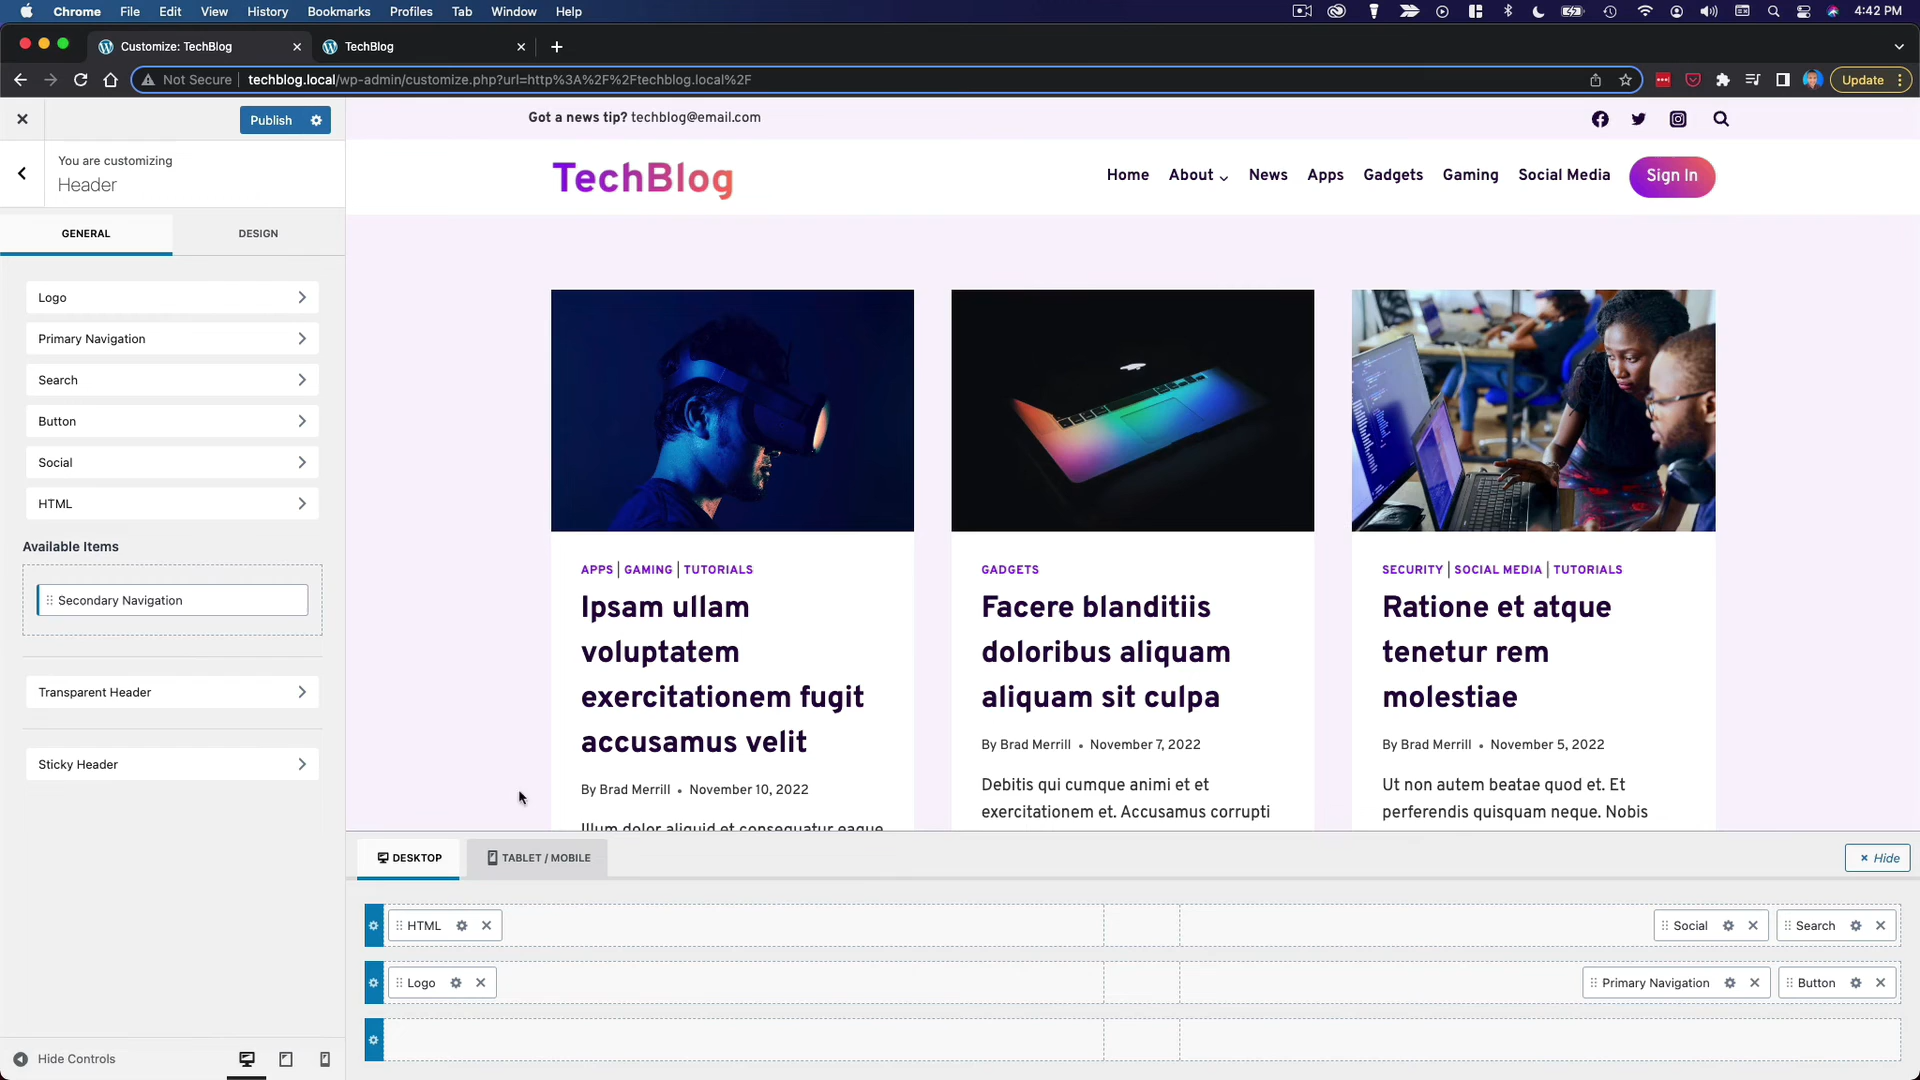 Chrome File Edit View History Bookmarks Profiles Tab Window Help 4:42 PM
Customize: TechBlog TechBlog
Not Secure techblog.local/wp-admin/customize.php?url=http%3A%2F%2Ftechblog.local%2F Update
Publish
You are customizing
Header
GENERAL DESIGN
Logo
Primary Navigation
Search
Button
Social
HTML
Available Items
Secondary Navigation
Transparent Header
Sticky Header
Hide Controls
Got a news tip? techblog@email.com
TechBlog
Home About News Apps Gadgets Gaming Social Media Sign In
APPS | GAMING | TUTORIALS
Ipsam ullam
voluptatem
exercitationem fugit
accusamus velit
By Brad Merrill • November 10, 2022
Illum dolor aliquid et consequatur eaque
GADGETS
Facere blanditiis
doloribus aliquam
aliquam sit culpa
By Brad Merrill • November 7, 2022
Debitis qui cumque animi et et
exercitationem et. Accusamus corrupti
SECURITY | SOCIAL MEDIA | TUTORIALS
Ratione et atque
tenetur rem
molestiae
By Brad Merrill • November 5, 2022
Ut non autem beatae quod et. Et
perferendis quisquam neque. Nobis
DESKTOP TABLET / MOBILE × Hide
HTML Social Search
Logo Primary Navigation Button